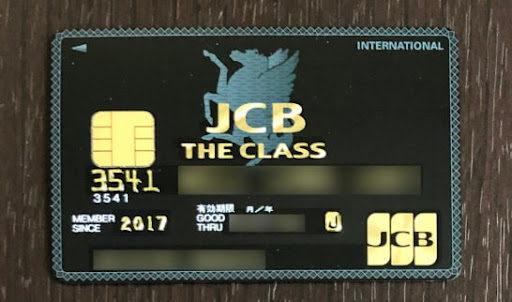 INTERNATIONAL
JCB
THE CLASS
3541
3541
有効期限 月/年
MEMBER SINCE 2017 GOOD THRU J
JCB